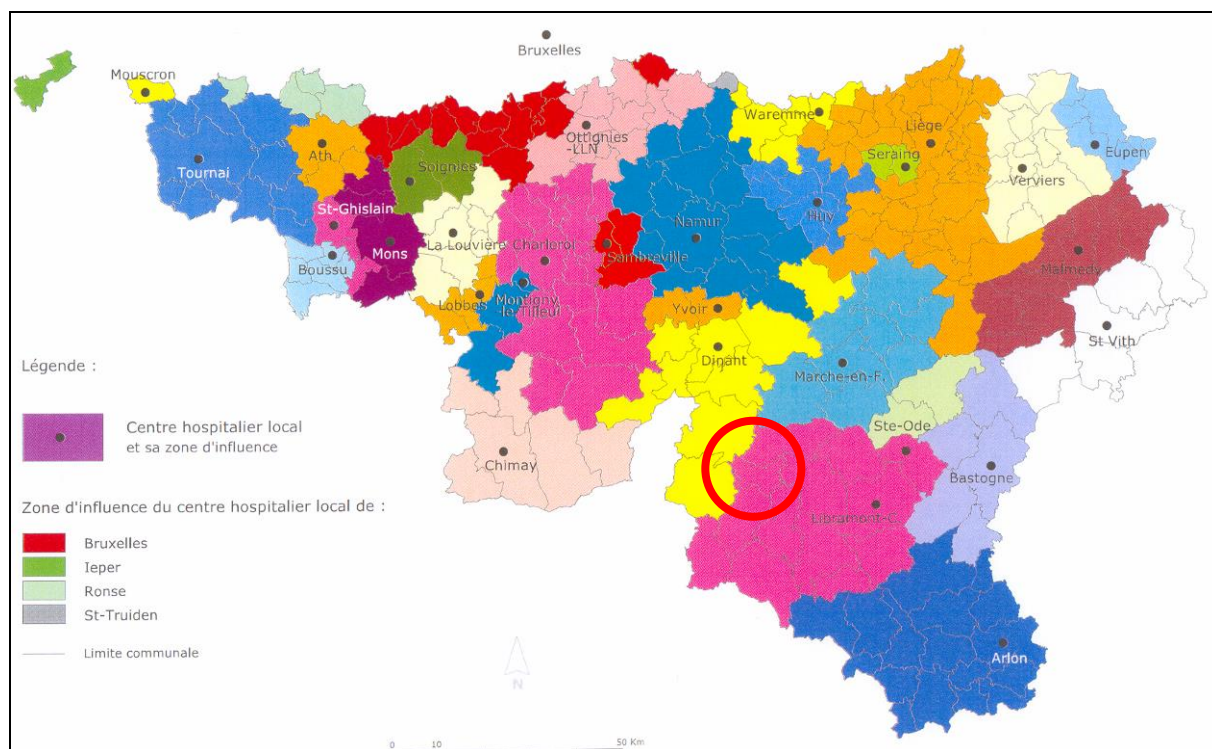 Bruxelles
Mouscron
Waremme
Liège
Ottignies
-LLN
Ath
Soignies
Seraing
Eupen
Verviers
Tournai
St-Ghislain
Huy
Namur
Mons
La Louvière
Charleroi
Sambreville
Malmedy
Boussu
Montigny
-le-Tilleul
Lobbes
Yvoir
St Vith
Dinant
Marche-en-F.
Ste-Ode
Chimay
Bastogne
Libramont-C.
Arlon
Légende :
Centre hospitalier local
et sa zone d'influence
Zone d'influence du centre hospitalier local de :
Bruxelles
Ieper
Ronse
St-Truiden
Limite communale
N
0 10 50 Km